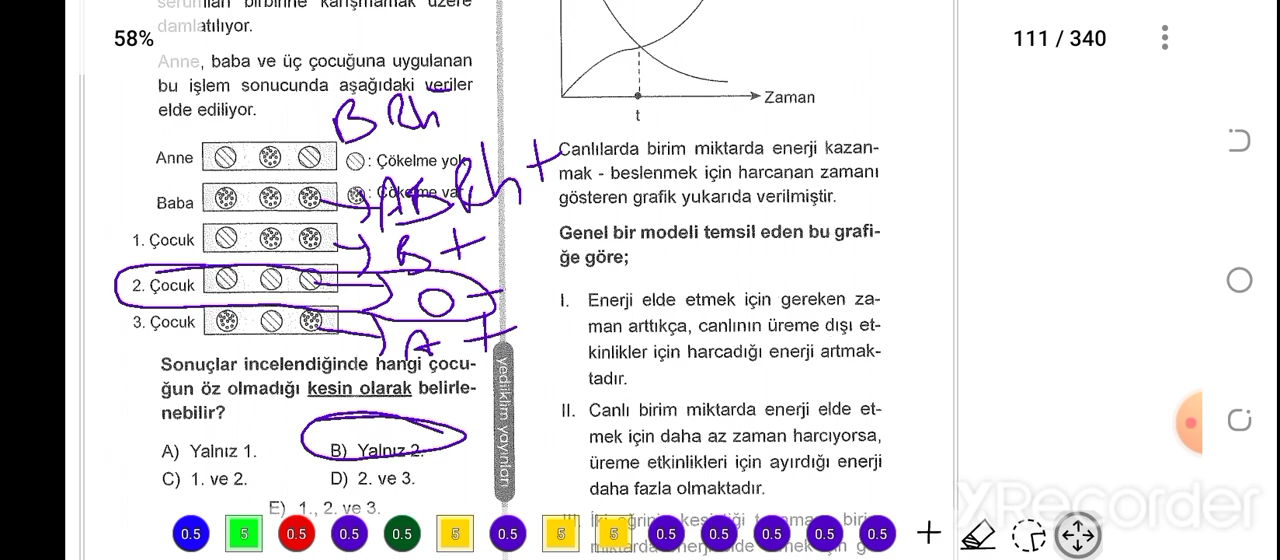 58%
111 / 340
serumları birbirine karışmamak üzere
damlatılıyor.
Anne, baba ve üç çocuğuna uygulanan
bu işlem sonucunda aşağıdaki veriler
elde ediliyor.
B Rh
Anne
: Çökelme yok
Baba
: Çökelme var
AB Rh +
1. Çocuk
B +
2. Çocuk
O
3. Çocuk
A +
Sonuçlar incelendiğinde hangi çocu-
ğun öz olmadığı kesin olarak belirle-
nebilir?
A) Yalnız 1.
B) Yalnız 2.
C) 1. ve 2.
D) 2. ve 3.
E) 1., 2. ve 3.
yediiklim yayınları
Zaman
t
Canlılarda birim miktarda enerji kazan-
mak - beslenmek için harcanan zamanı
gösteren grafik yukarıda verilmiştir.
Genel bir modeli temsil eden bu grafi-
ğe göre;
I. Enerji elde etmek için gereken za-
man arttıkça, canlının üreme dışı et-
kinlikler için harcadığı enerji artmak-
tadır.
II. Canlı birim miktarda enerji elde et-
mek için daha az zaman harcıyorsa,
üreme etkinlikleri için ayırdığı enerji
daha fazla olmaktadır.
III. İki eğrinin kesiştiği
0.5 5 0.5 0.5 0.5 5 0.5 5 5 0.5 0.5 0.5 0.5 0.5
XRecorder